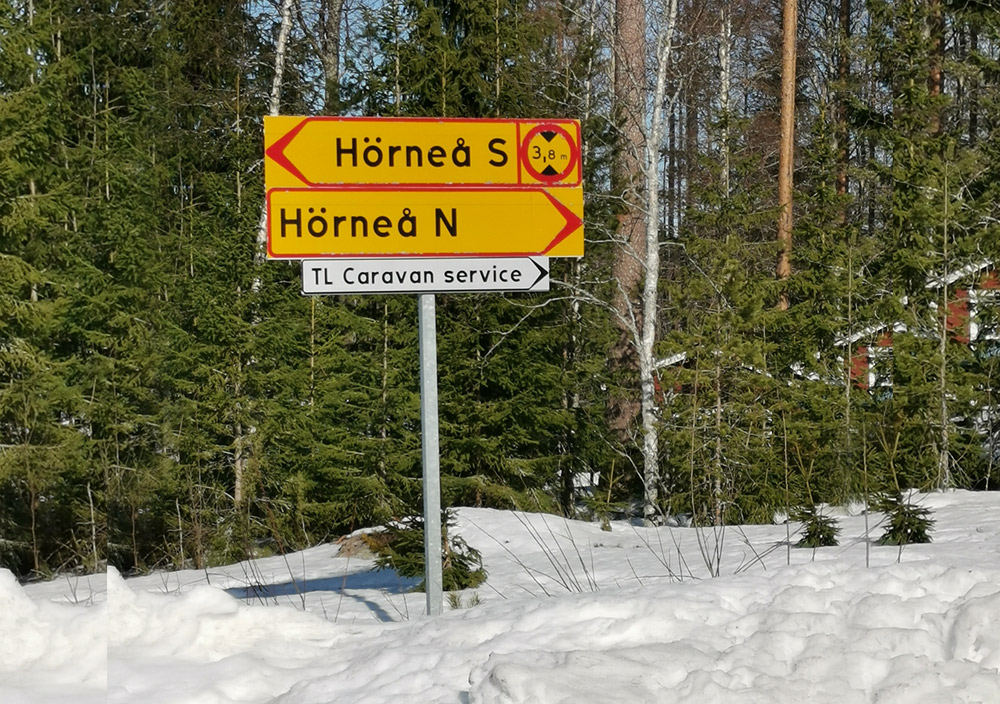 Hörneå S 3,8 m
Hörneå N
TL Caravan service